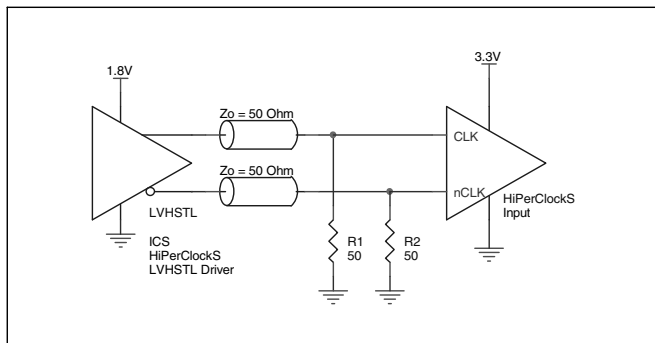 1.8V
3.3V
Zo = 50 Ohm
CLK
Zo = 50 Ohm
nCLK
LVHSTL
HiPerClockS
Input
ICS
HiPerClockS
LVHSTL Driver
R1
50
R2
50